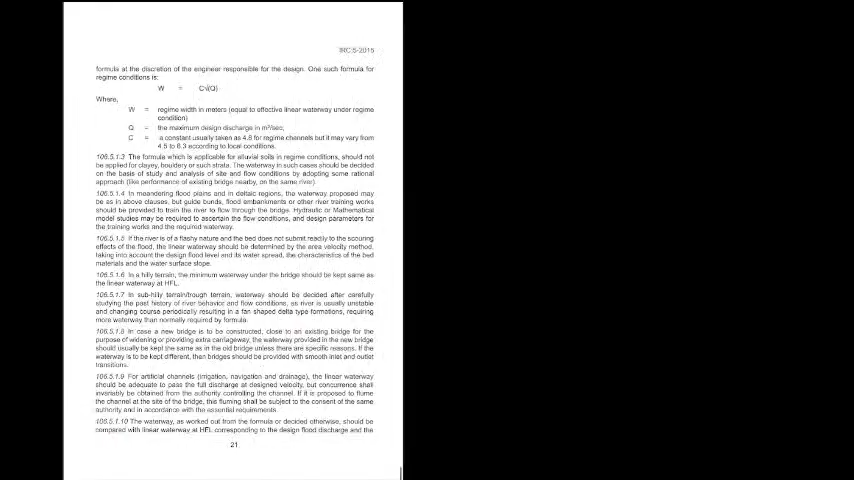 IRC:5-2015
formula at the discretion of the engineer responsible for the design. One such formula for
regime conditions is:
W = C√(Q)
Where,
W = regime width in meters (equal to effective linear waterway under regime
condition)
Q = the maximum design discharge in m³/sec;
C = a constant usually taken as 4.8 for regime channels but it may vary from
4.5 to 6.3 according to local conditions.
106.5.1.3 The formula which is applicable for alluvial soils in regime conditions, should not
be applied for clayey, bouldery or such strata. The waterway in such cases should be decided
on the basis of study and analysis of site and flow conditions by adopting some rational
approach (like performance of existing bridge nearby, on the same river).
106.5.1.4 In meandering flood plains and in deltaic regions, the waterway proposed may
be as in above clauses, but guide bunds, flood embankments or other river training works
should be provided to train the river to flow through the bridge. Hydraulic or Mathematical
model studies may be required to ascertain the flow conditions, and design parameters for
the training works and the required waterway.
106.5.1.5 If the river is of a flashy nature and the bed does not submit readily to the scouring
effects of the flood, the linear waterway should be determined by the area velocity method,
taking into account the design flood level and its water spread, the characteristics of the bed
materials and the water surface slope.
106.5.1.6 In a hilly terrain, the minimum waterway under the bridge should be kept same as
the linear waterway at HFL.
106.5.1.7 In sub-hilly terrain/trough terrain, waterway should be decided after carefully
studying the past history of river behavior and flow conditions, as river is usually unstable
and changing course periodically resulting in a fan shaped delta type formations, requiring
more waterway than normally required by formula.
106.5.1.8 In case a new bridge is to be constructed, close to an existing bridge for the
purpose of widening or providing extra carriageway, the waterway provided in the new bridge
should usually be kept the same as in the old bridge unless there are specific reasons. If the
waterway is to be kept different, then bridges should be provided with smooth inlet and outlet
transitions.
106.5.1.9 For artificial channels (irrigation, navigation and drainage), the linear waterway
should be adequate to pass the full discharge at designed velocity, but concurrence shall
invariably be obtained from the authority controlling the channel. If it is proposed to flume
the channel at the site of the bridge, this fluming shall be subject to the consent of the same
authority and in accordance with the essential requirements.
106.5.1.10 The waterway, as worked out from the formula or decided otherwise, should be
compared with linear waterway at HFL corresponding to the design flood discharge and the
21